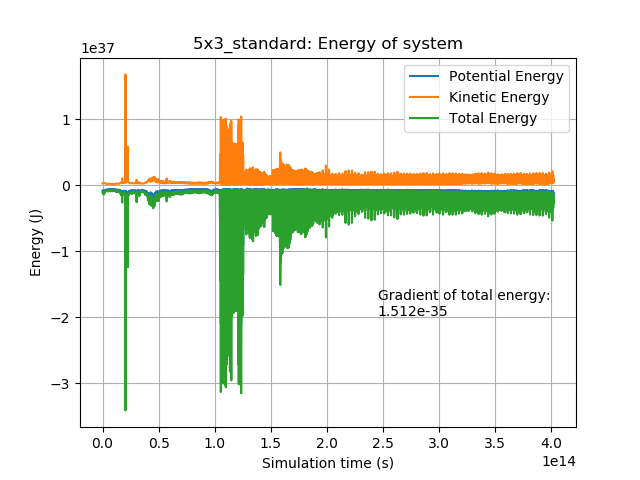 5x3_standard: Energy of system
1e37
Potential Energy
Kinetic Energy
Total Energy
1
0
−1
−2
−3
Energy (J)
Gradient of total energy:
1.512e-35
0.0 0.5 1.0 1.5 2.0 2.5 3.0 3.5 4.0
Simulation time (s)
1e14